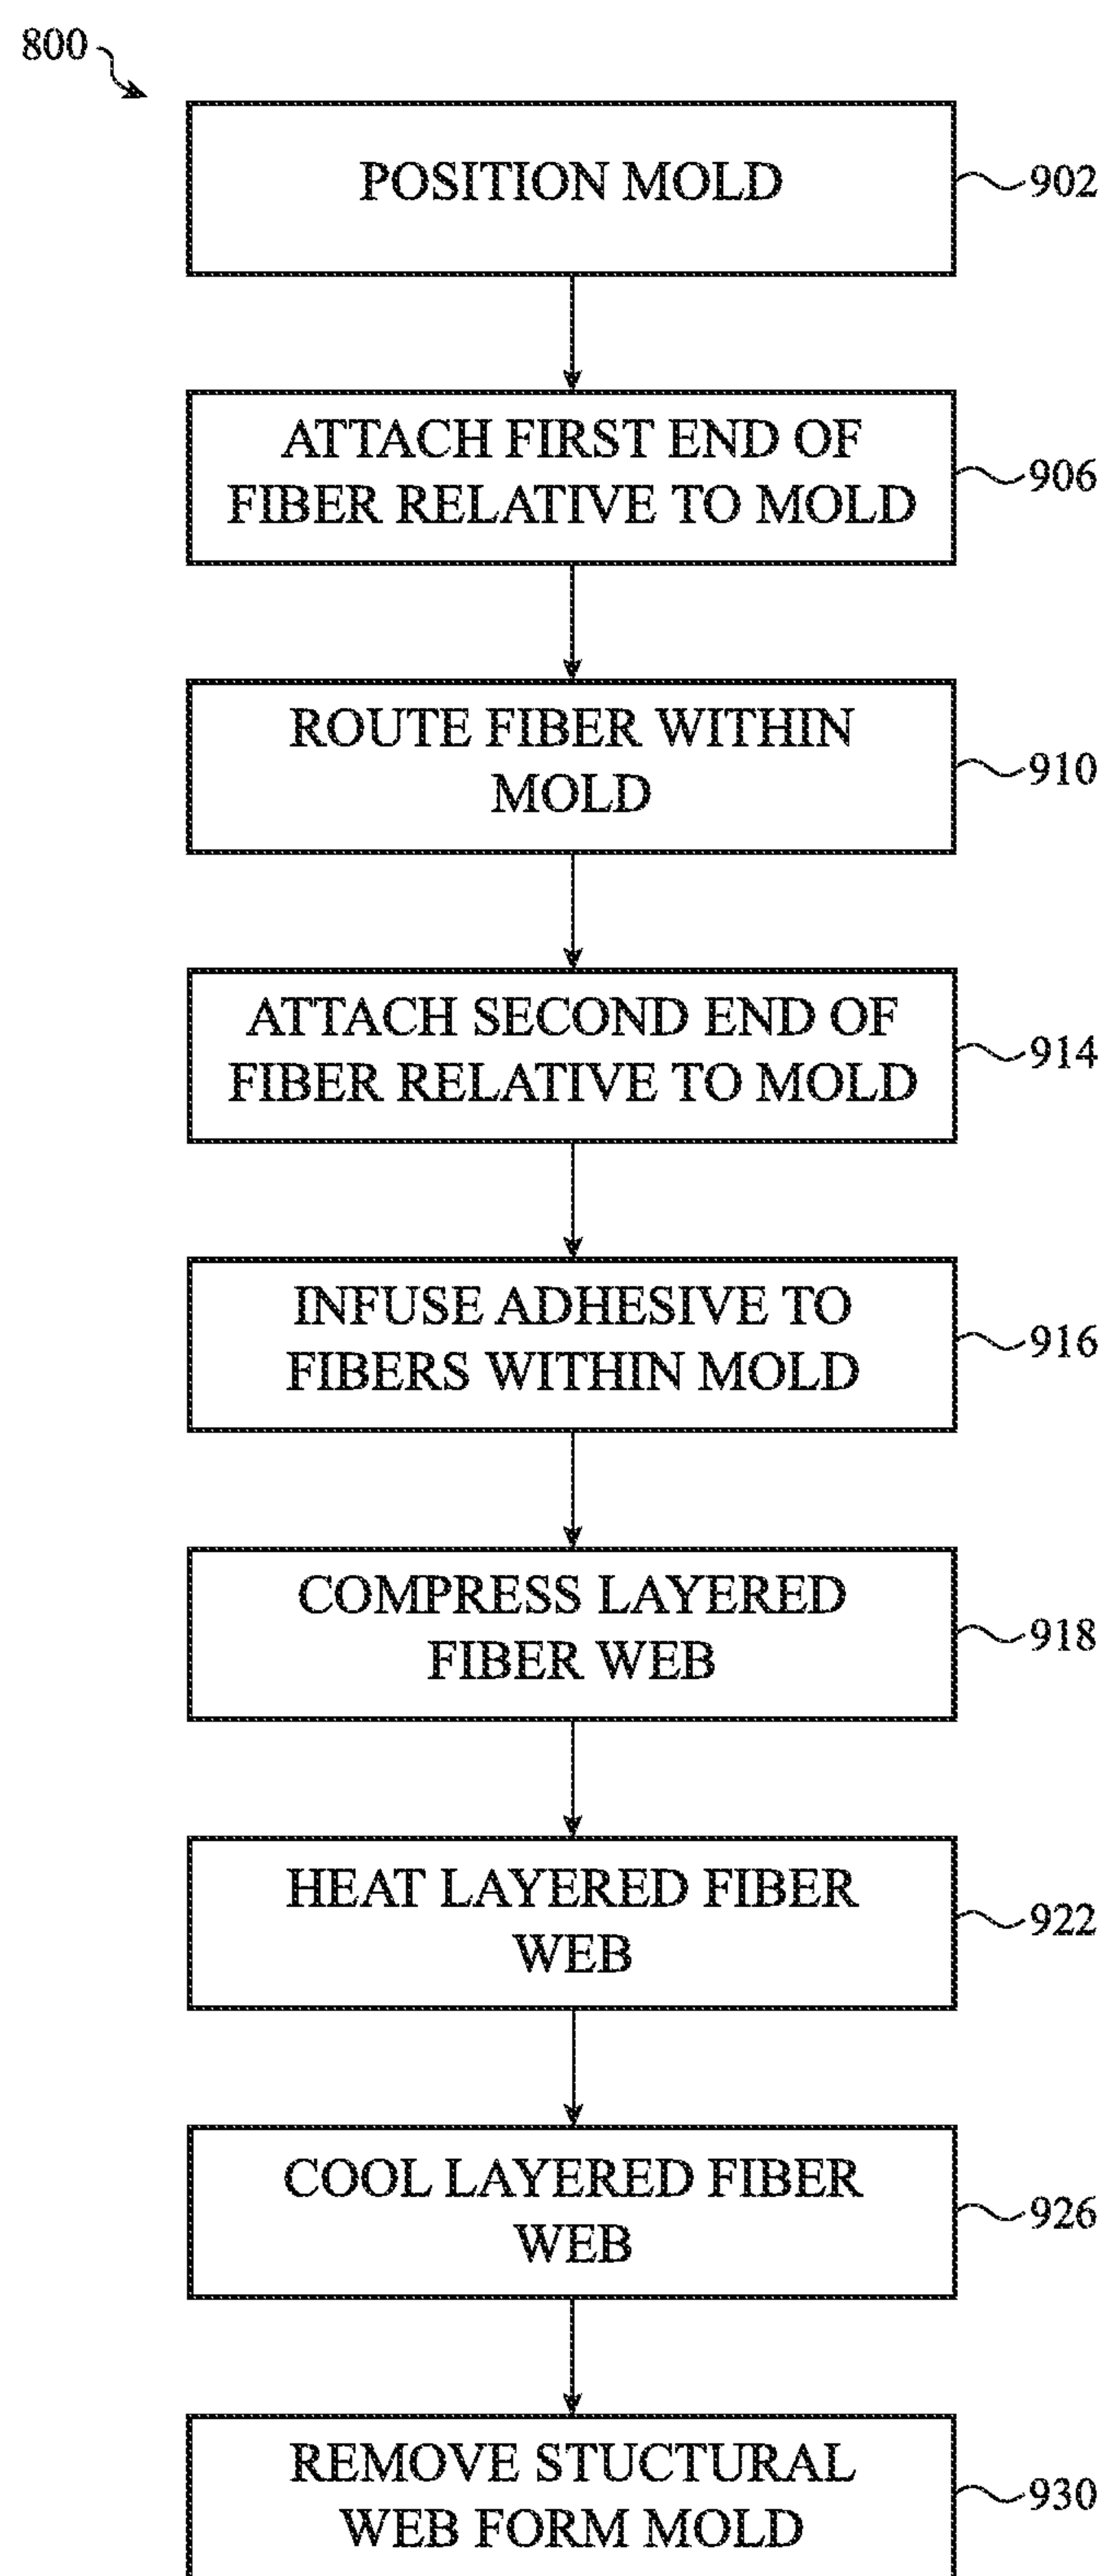 800
POSITION MOLD
902
ATTACH FIRST END OF
FIBER RELATIVE TO MOLD
906
ROUTE FIBER WITHIN
MOLD
910
ATTACH SECOND END OF
FIBER RELATIVE TO MOLD
914
INFUSE ADHESIVE TO
FIBERS WITHIN MOLD
916
COMPRESS LAYERED
FIBER WEB
918
HEAT LAYERED FIBER
WEB
922
COOL LAYERED FIBER
WEB
926
REMOVE STUCTURAL
WEB FORM MOLD
930